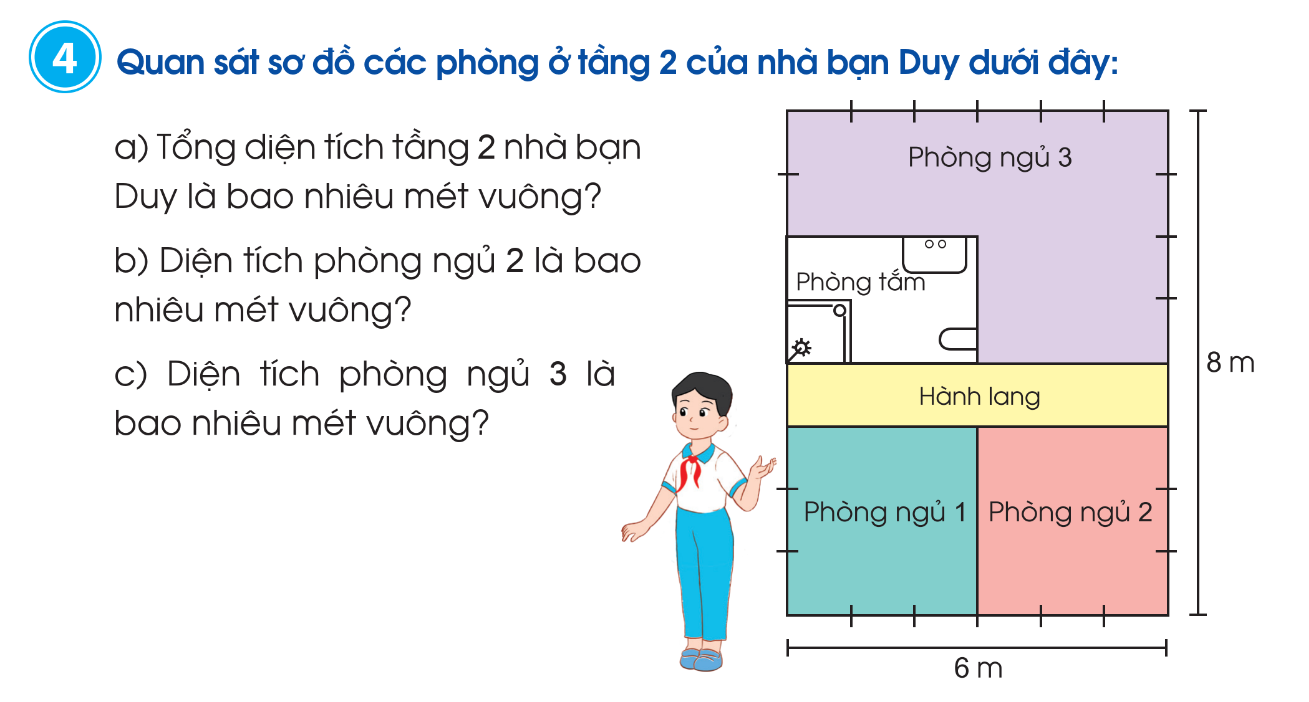 4 Quan sát sơ đồ các phòng ở tầng 2 của nhà bạn Duy dưới đây:
a) Tổng diện tích tầng 2 nhà bạn
Duy là bao nhiêu mét vuông?
b) Diện tích phòng ngủ 2 là bao
nhiêu mét vuông?
c) Diện tích phòng ngủ 3 là
bao nhiêu mét vuông?
Phòng ngủ 3
Phòng tắm
Hành lang
Phòng ngủ 1
Phòng ngủ 2
8 m
6 m